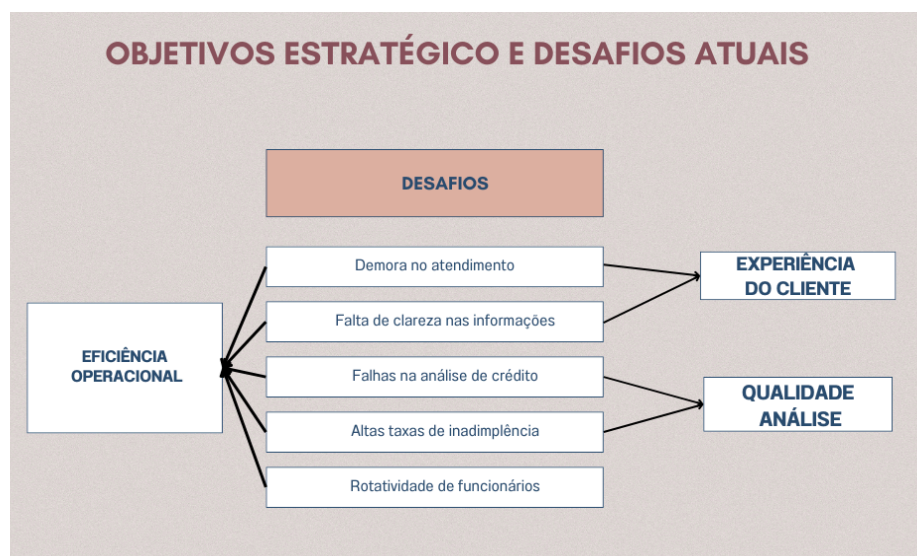 OBJETIVOS ESTRATÉGICO E DESAFIOS ATUAIS
DESAFIOS
Demora no atendimento
Falta de clareza nas informações
Falhas na análise de crédito
Altas taxas de inadimplência
Rotatividade de funcionários
EFICIÊNCIA
OPERACIONAL
EXPERIÊNCIA
DO CLIENTE
QUALIDADE
ANÁLISE